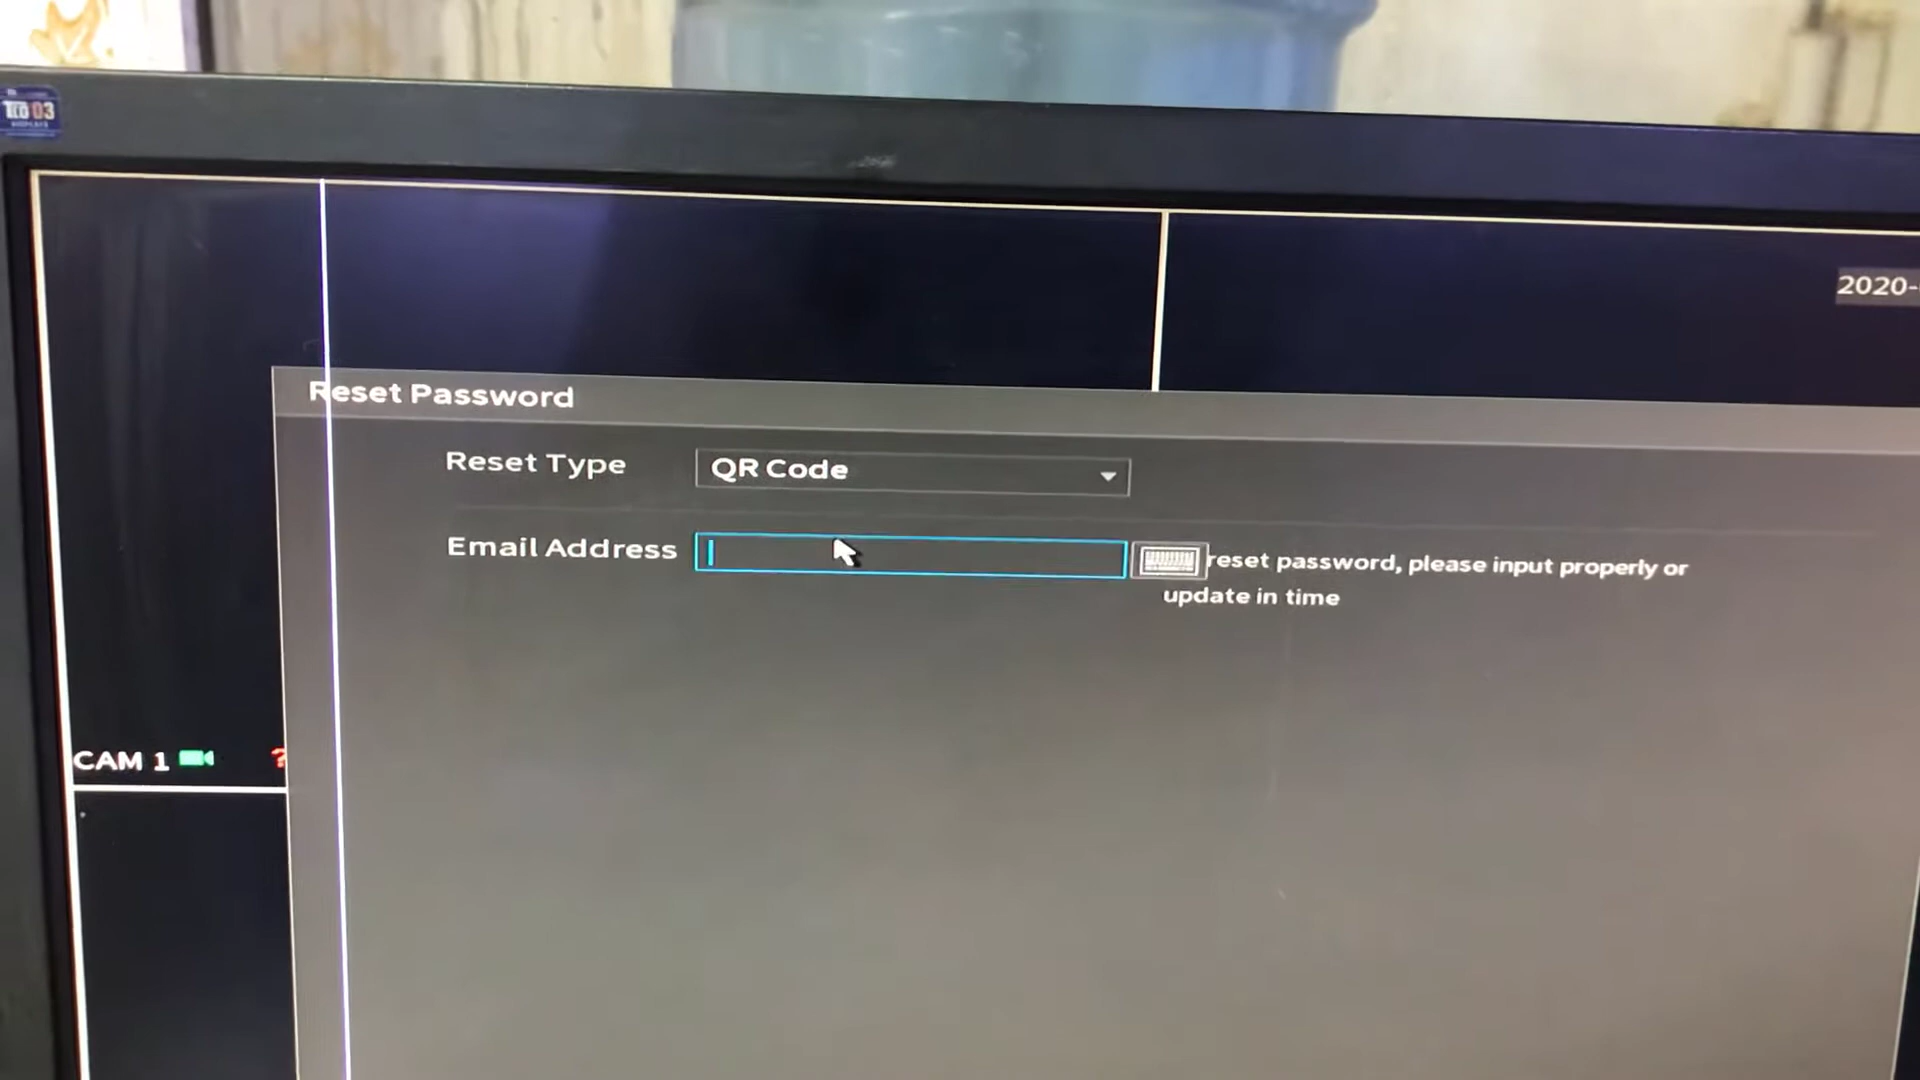 2020-
Reset Password
Reset Type QR Code
Email Address
reset password, please input properly or
update in time
CAM 1
?